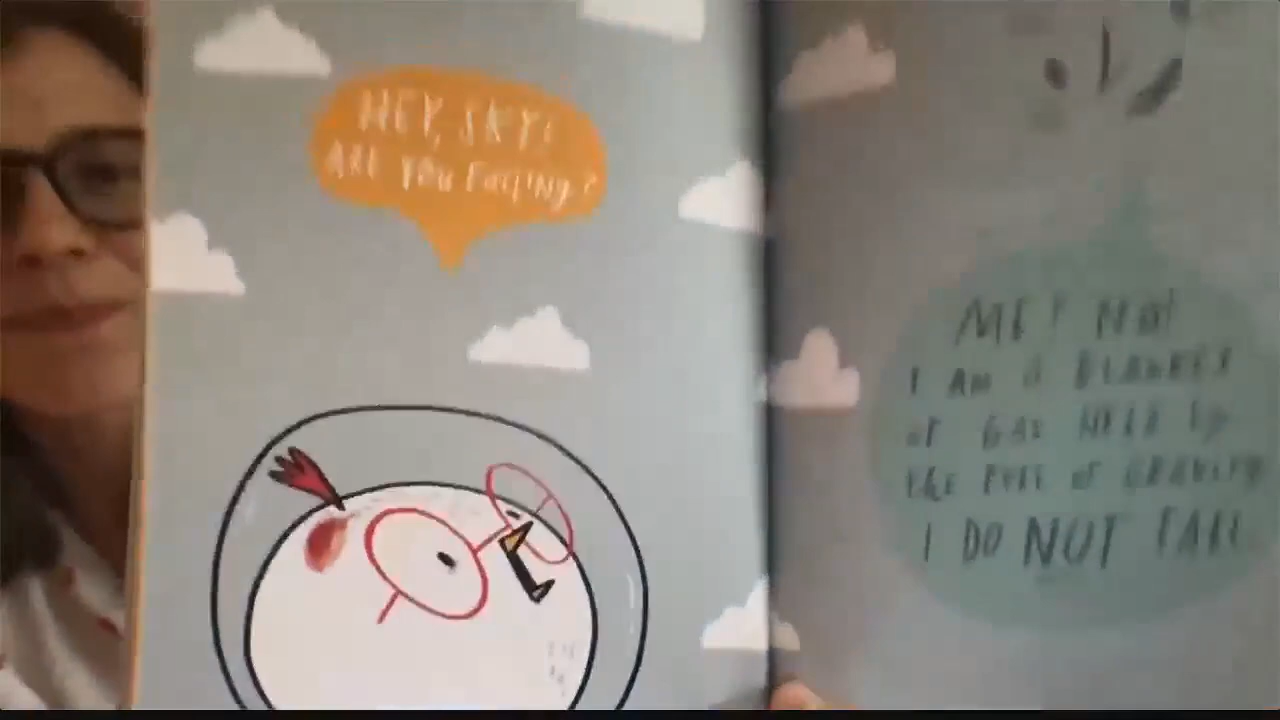 HEY, SKY!
ARE YOU FALLING?
ME? NO!
I AM A BLANKET
OF GAS HELD by
the PULL OF GRAVITY.
I DO NOT FALL